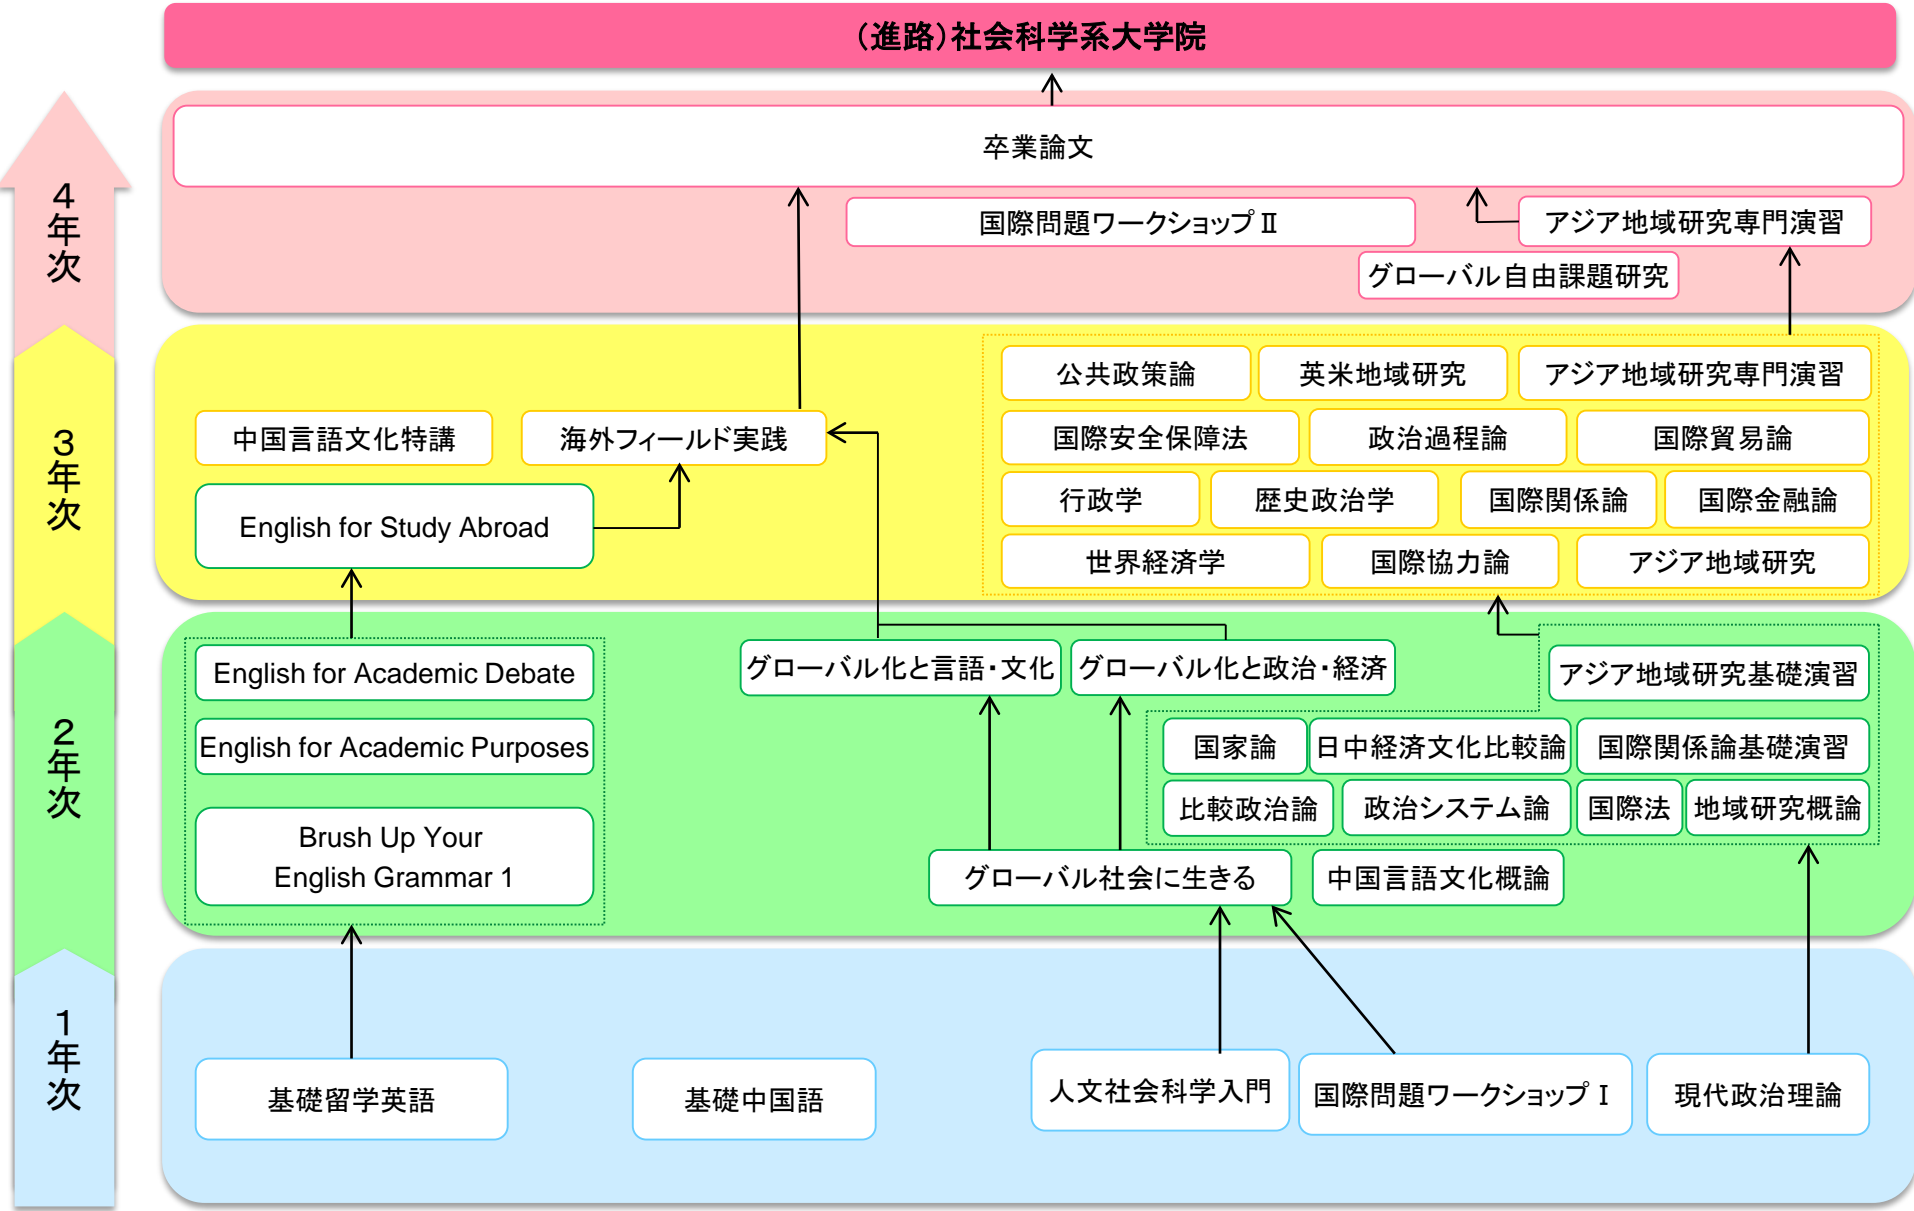 （進路）社会科学系大学院
卒業論文
国際問題ワークショップⅡ
アジア地域研究専門演習
グローバル自由課題研究
4年次
公共政策論
英米地域研究
アジア地域研究専門演習
中国言語文化特講
海外フィールド実践
国際安全保障法
政治過程論
国際貿易論
English for Study Abroad
行政学
歴史政治学
国際関係論
国際金融論
世界経済学
国際協力論
アジア地域研究
3年次
English for Academic Debate
グローバル化と言語・文化
グローバル化と政治・経済
アジア地域研究基礎演習
English for Academic Purposes
国家論
日中経済文化比較論
国際関係論基礎演習
比較政治論
政治システム論
国際法
地域研究概論
Brush Up Your
English Grammar 1
グローバル社会に生きる
中国言語文化概論
2年次
基礎留学英語
基礎中国語
人文社会科学入門
国際問題ワークショップⅠ
現代政治理論
1年次